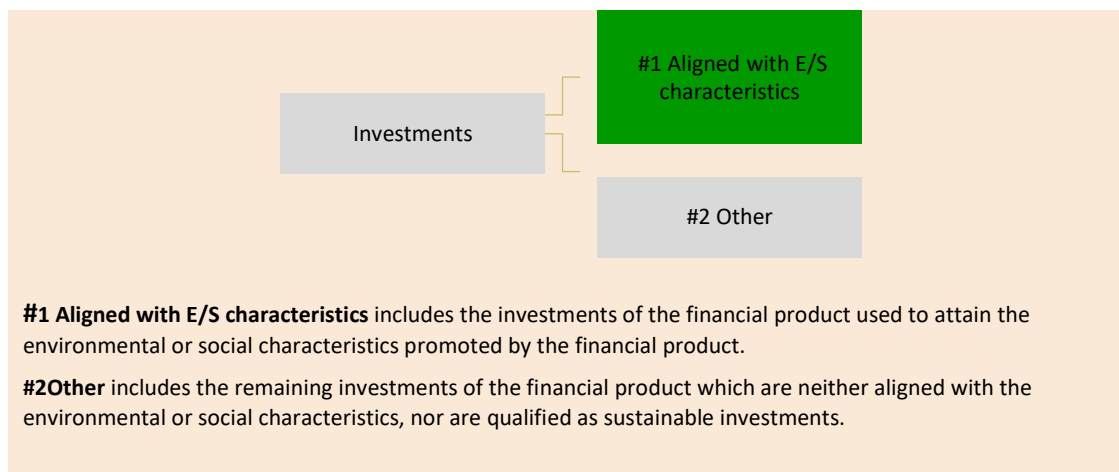 #1 Aligned with E/S
characteristics
Investments
#2 Other
#1 Aligned with E/S characteristics includes the investments of the financial product used to attain the
environmental or social characteristics promoted by the financial product.
#2Other includes the remaining investments of the financial product which are neither aligned with the
environmental or social characteristics, nor are qualified as sustainable investments.